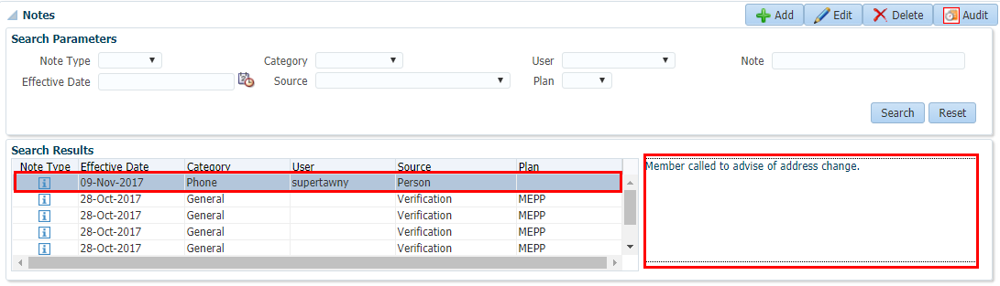 Notes
Add Edit Delete Audit
Search Parameters
Note Type Category User Note
Effective Date Source Plan
Search Reset
Search Results
Note Type Effective Date Category User Source Plan
09-Nov-2017 Phone supertawny Person
28-Oct-2017 General Verification MEPP
28-Oct-2017 General Verification MEPP
28-Oct-2017 General Verification MEPP
28-Oct-2017 General Verification MEPP
Member called to advise of address change.